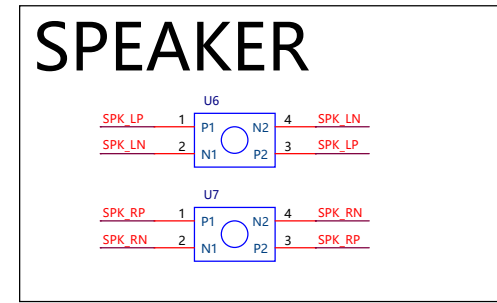 SPEAKER
U6
SPK_LP 1 P1 N2 4 SPK_LN
SPK_LN 2 N1 P2 3 SPK_LP
U7
SPK_RP 1 P1 N2 4 SPK_RN
SPK_RN 2 N1 P2 3 SPK_RP